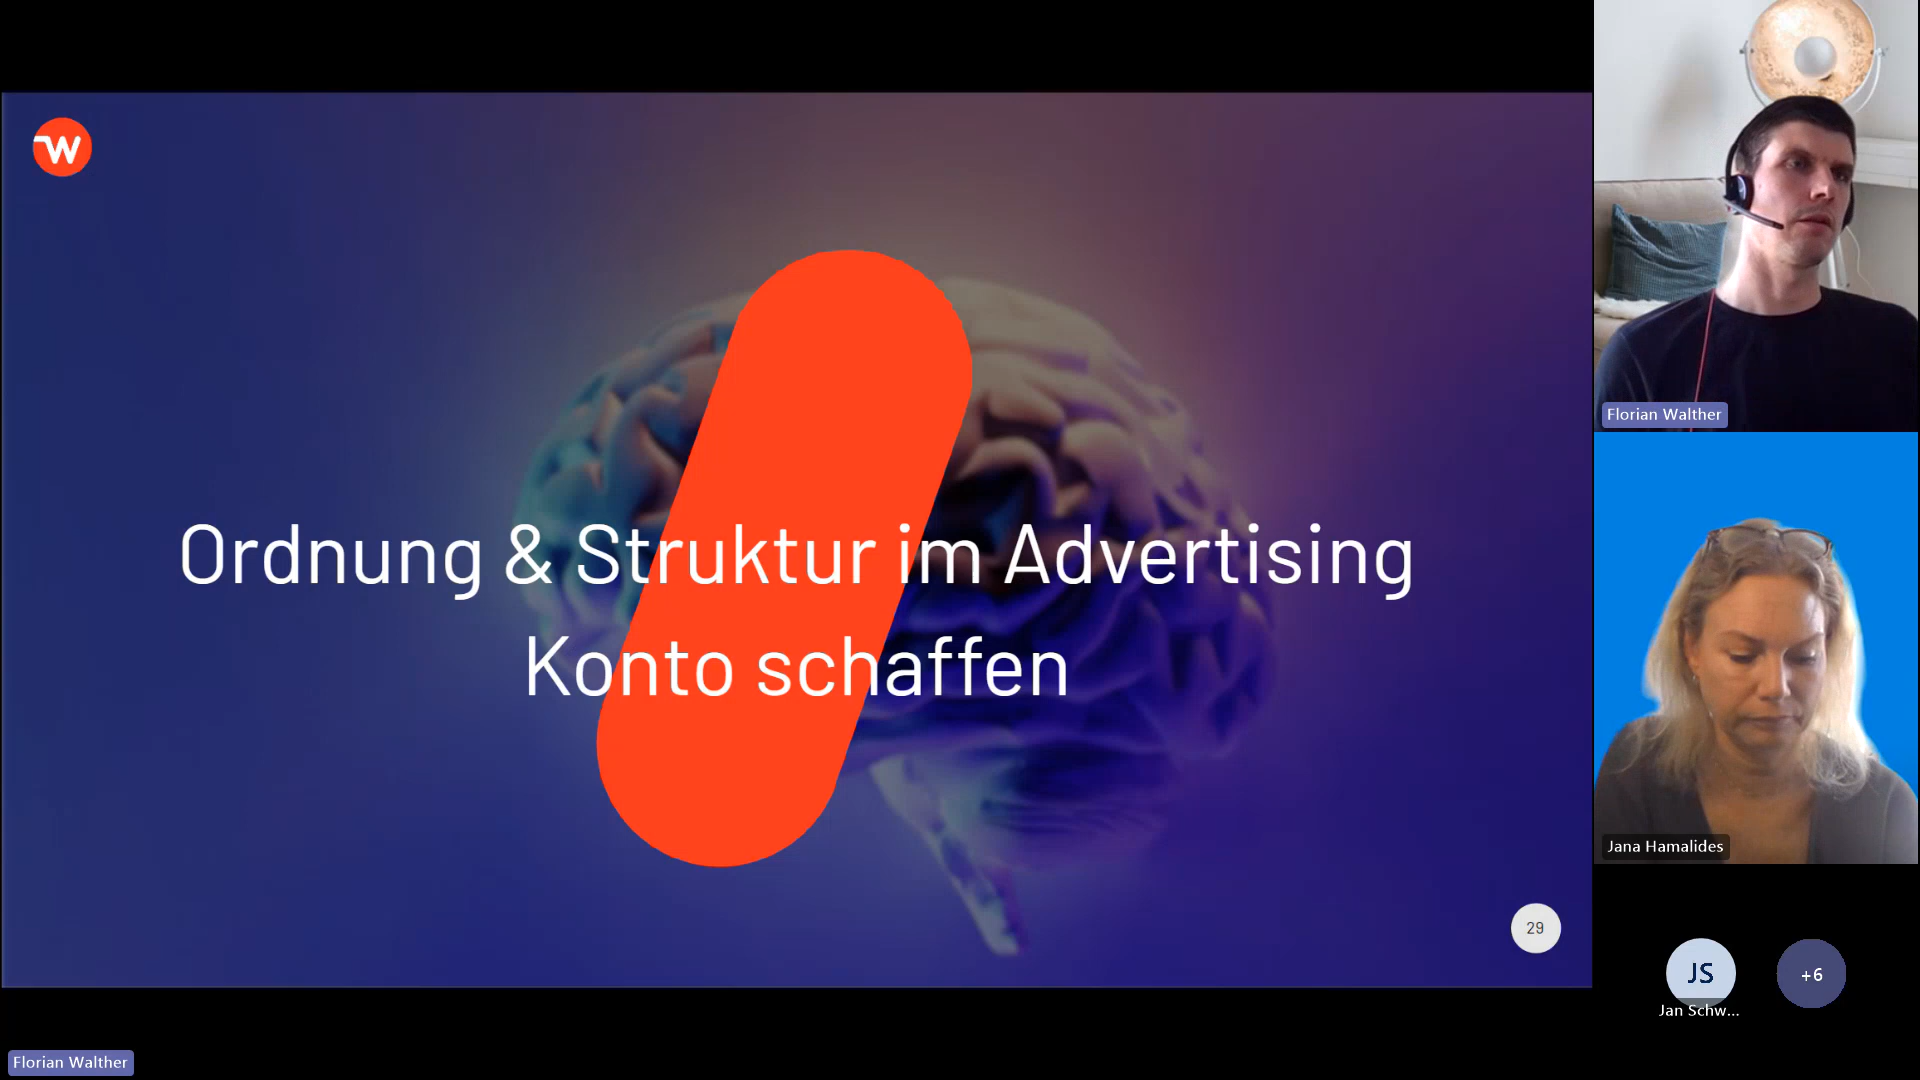 W
Ordnung & Struktur im Advertising
Konto schaffen
29
Florian Walther
Jana Hamalides
JS
Jan Schw...
+6
Florian Walther